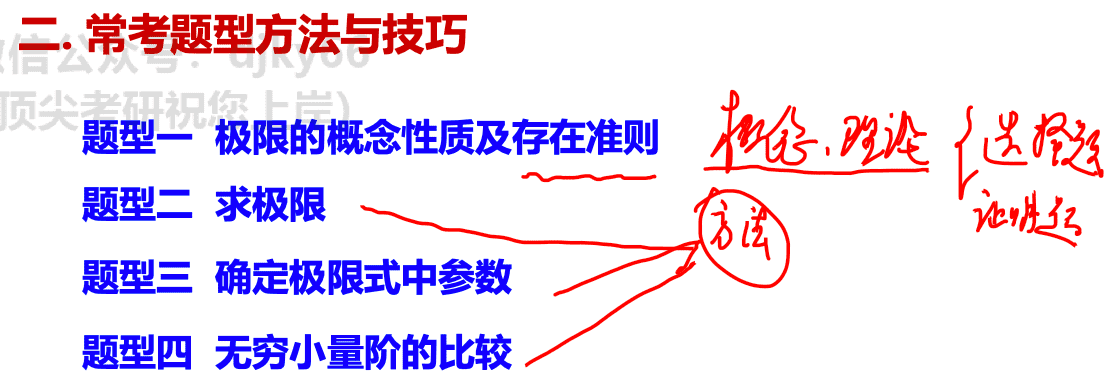 二. 常考题型方法与技巧
微信公众号：djky66
(顶尖考研祝您上岸)
题型一 极限的概念性质及存在准则
概念、理论
选择题
证明题
题型二 求极限
方法
题型三 确定极限式中参数
题型四 无穷小量阶的比较